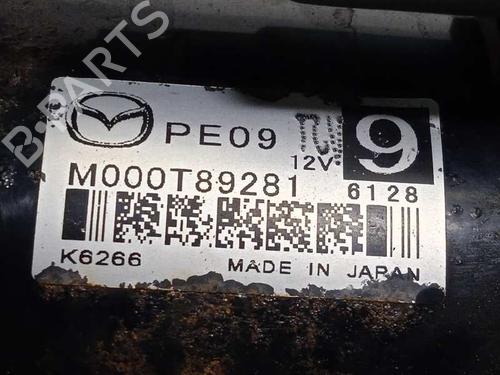 B-PARTS
PE09
12V
9
M000T89281
6128
K6266
MADE IN JAPAN